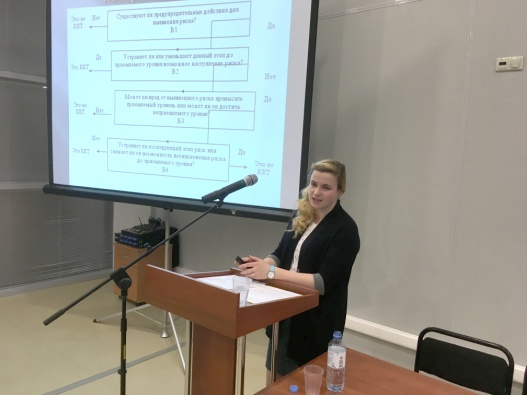 Существуют ли предупредительные действия для
выявления риска?
В1
Это не
ККТ
Нет
Да
Устраняет ли или уменьшает данный этап до
приемлемого уровня возможное наступление риска?
ВС
Да
Это ККТ
Нет
Может ли вред от выявленного риска превысить
приемлемый уровень или может ли он достичь
неприемлемого уровня?
В3
Это не
ККТ
Нет
Да
Устраняет ли последующий этап риск или
снижает ли он возможность возникновения риска
до приемлемого уровня?
В4
Нет
Это ККТ
Да
Это не
ККТ